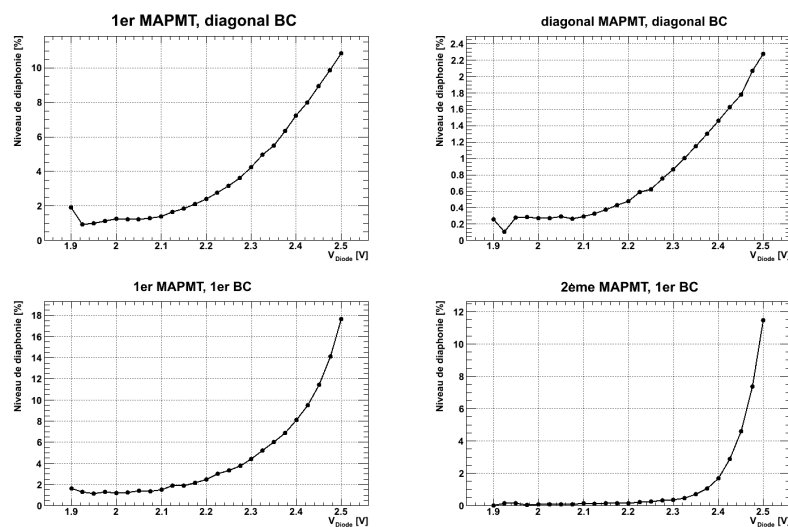 1er MAPMT, diagonal BC
Niveau de diaphonie [%]
10
8
6
4
2
0
1.9 2 2.1 2.2 2.3 2.4 2.5
V Diode [V]
diagonal MAPMT, diagonal BC
Niveau de diaphonie [%]
2.4
2.2
2
1.8
1.6
1.4
1.2
1
0.8
0.6
0.4
0.2
0
1.9 2 2.1 2.2 2.3 2.4 2.5
V Diode [V]
1er MAPMT, 1er BC
Niveau de diaphonie [%]
18
16
14
12
10
8
6
4
2
0
1.9 2 2.1 2.2 2.3 2.4 2.5
V Diode [V]
2ème MAPMT, 1er BC
Niveau de diaphonie [%]
12
10
8
6
4
2
0
1.9 2 2.1 2.2 2.3 2.4 2.5
V Diode [V]